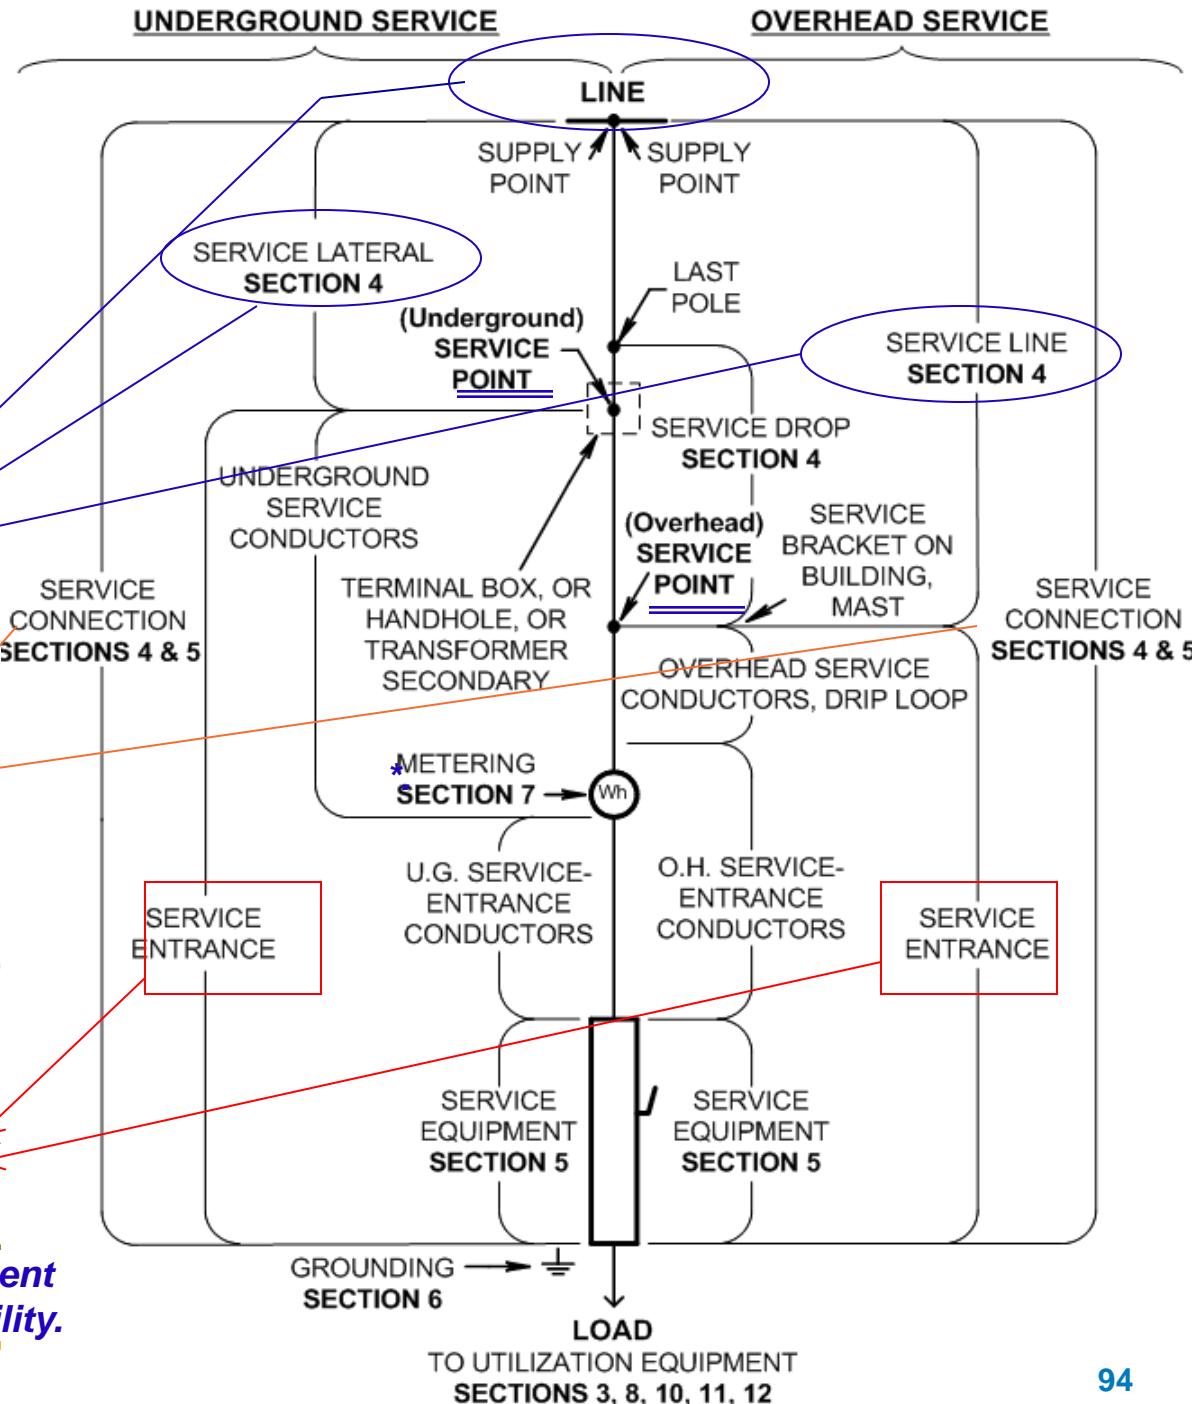 UNDERGROUND SERVICE
OVERHEAD SERVICE
LINE
SUPPLY
POINT
SUPPLY
POINT
SERVICE LATERAL
SECTION 4
LAST
POLE
(Underground)
SERVICE
POINT
SERVICE LINE
SECTION 4
SERVICE DROP
SECTION 4
UNDERGROUND
SERVICE
CONDUCTORS
(Overhead)
SERVICE
POINT
SERVICE
BRACKET ON
BUILDING,
MAST
SERVICE
CONNECTION
SECTIONS 4 & 5
TERMINAL BOX, OR
HANDHOLE, OR
TRANSFORMER
SECONDARY
SERVICE
CONNECTION
SECTIONS 4 & 5
OVERHEAD SERVICE
CONDUCTORS, DRIP LOOP
*METERING
SECTION 7
Wh
U.G. SERVICE-
ENTRANCE
CONDUCTORS
O.H. SERVICE-
ENTRANCE
CONDUCTORS
SERVICE
ENTRANCE
SERVICE
ENTRANCE
SERVICE
EQUIPMENT
SECTION 5
SERVICE
EQUIPMENT
SECTION 5
ent
ility.
GROUNDING
SECTION 6
LOAD
TO UTILIZATION EQUIPMENT
SECTIONS 3, 8, 10, 11, 12
94